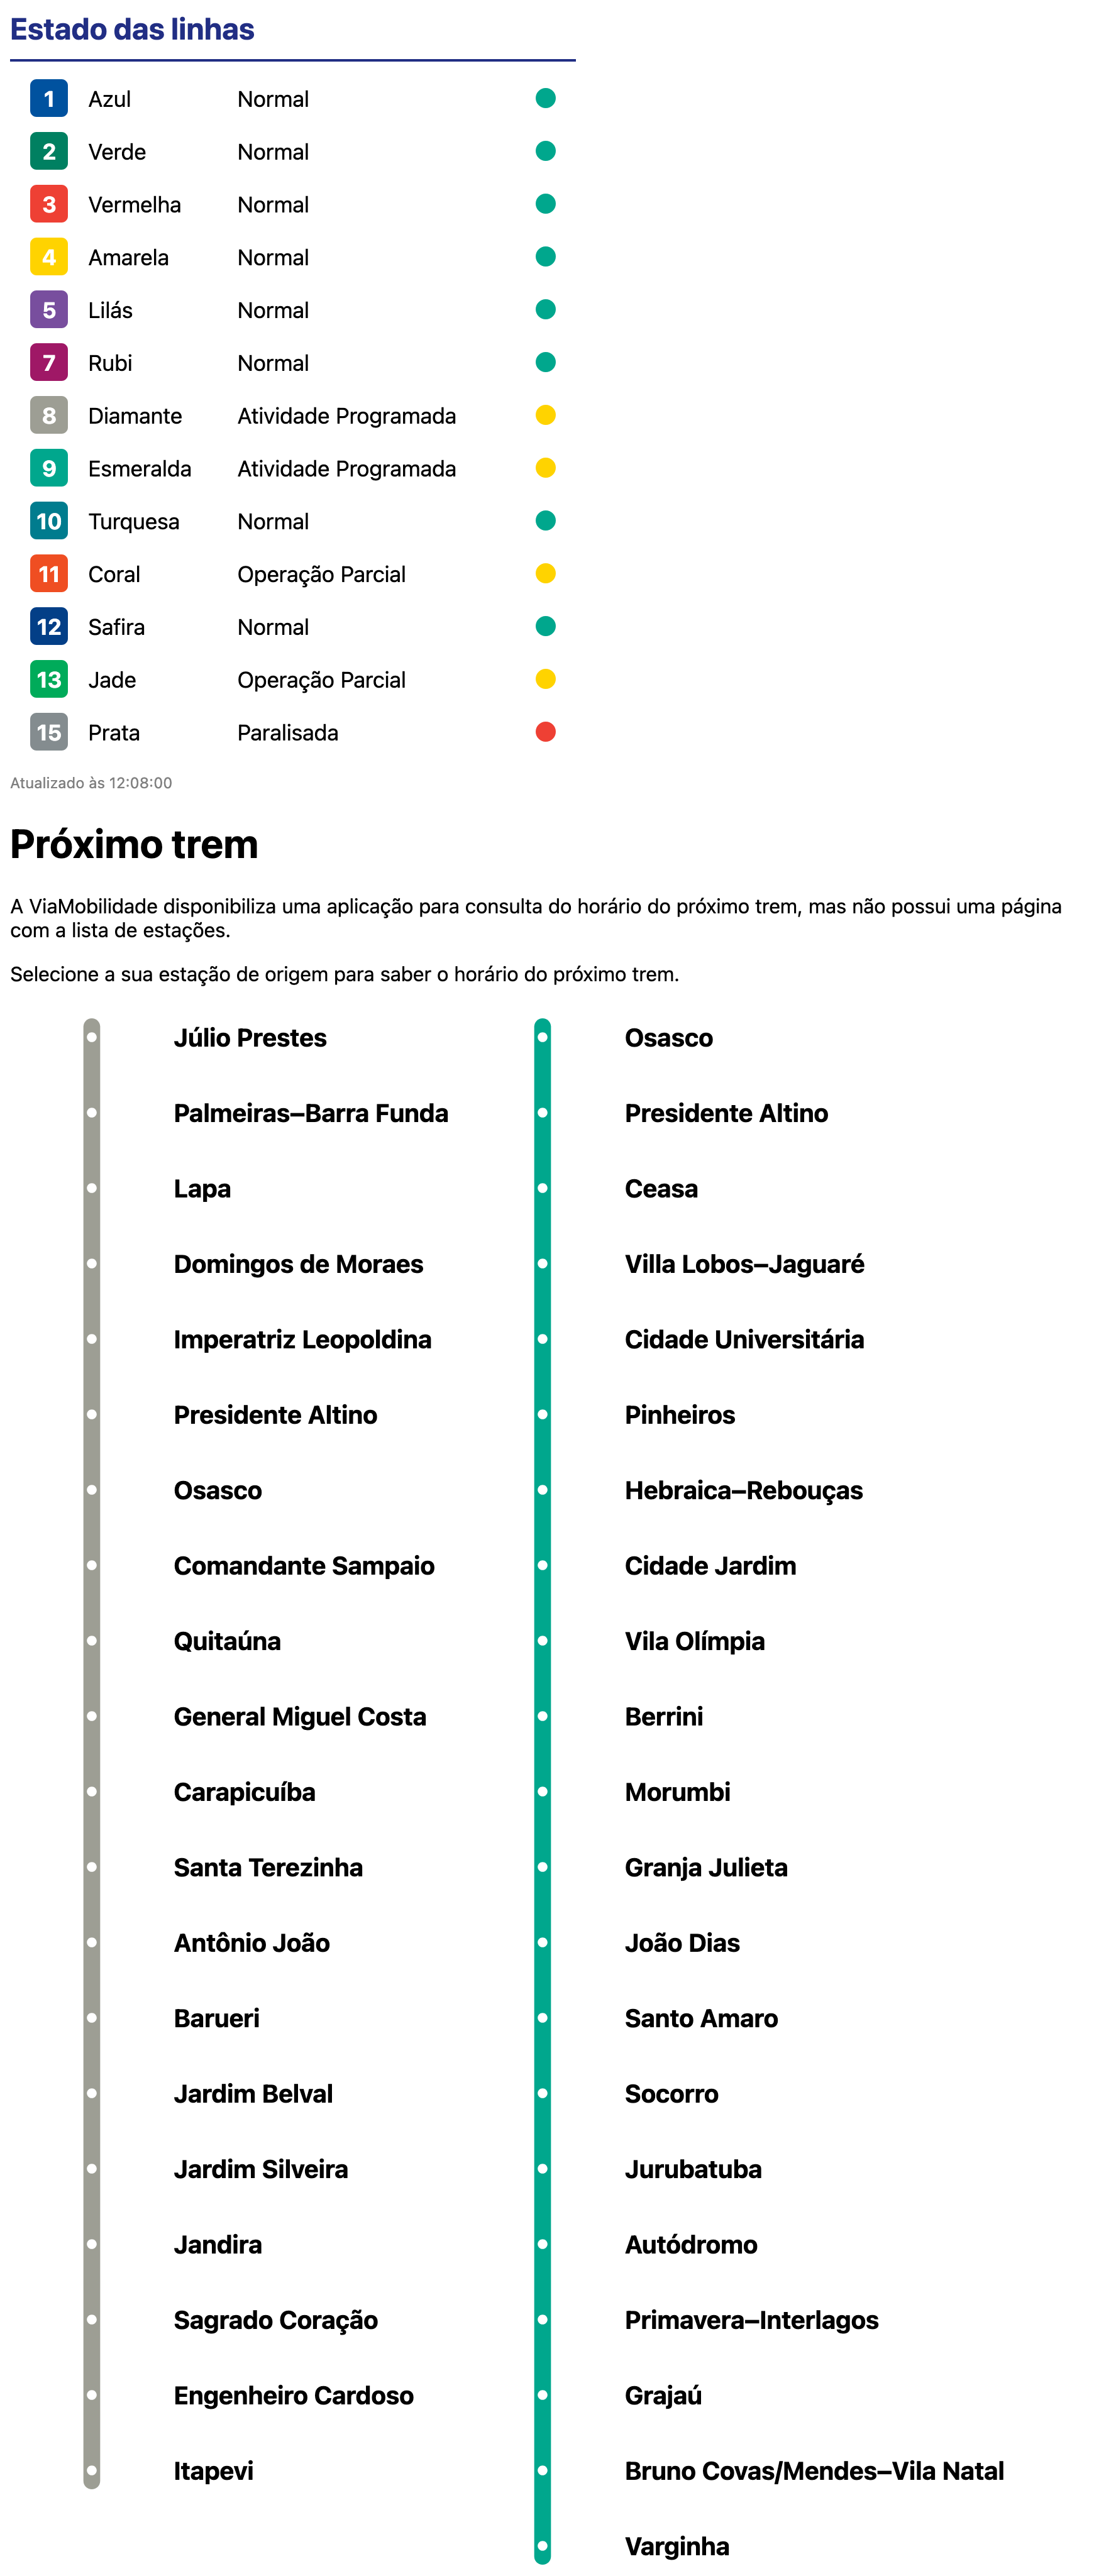 Estado das linhas
1 Azul Normal
2 Verde Normal
3 Vermelha Normal
4 Amarela Normal
5 Lilás Normal
7 Rubi Normal
8 Diamante Atividade Programada
9 Esmeralda Atividade Programada
10 Turquesa Normal
11 Coral Operação Parcial
12 Safira Normal
13 Jade Operação Parcial
15 Prata Paralisada
Atualizado às 12:08:00
Próximo trem
A ViaMobilidade disponibiliza uma aplicação para consulta do horário do próximo trem, mas não possui uma página
com a lista de estações.
Selecione a sua estação de origem para saber o horário do próximo trem.
Júlio Prestes
Palmeiras–Barra Funda
Lapa
Domingos de Moraes
Imperatriz Leopoldina
Presidente Altino
Osasco
Comandante Sampaio
Quitaúna
General Miguel Costa
Carapicuíba
Santa Terezinha
Antônio João
Barueri
Jardim Belval
Jardim Silveira
Jandira
Sagrado Coração
Engenheiro Cardoso
Itapevi
Osasco
Presidente Altino
Ceasa
Villa Lobos–Jaguaré
Cidade Universitária
Pinheiros
Hebraica–Rebouças
Cidade Jardim
Vila Olímpia
Berrini
Morumbi
Granja Julieta
João Dias
Santo Amaro
Socorro
Jurubatuba
Autódromo
Primavera–Interlagos
Grajaú
Bruno Covas/Mendes–Vila Natal
Varginha